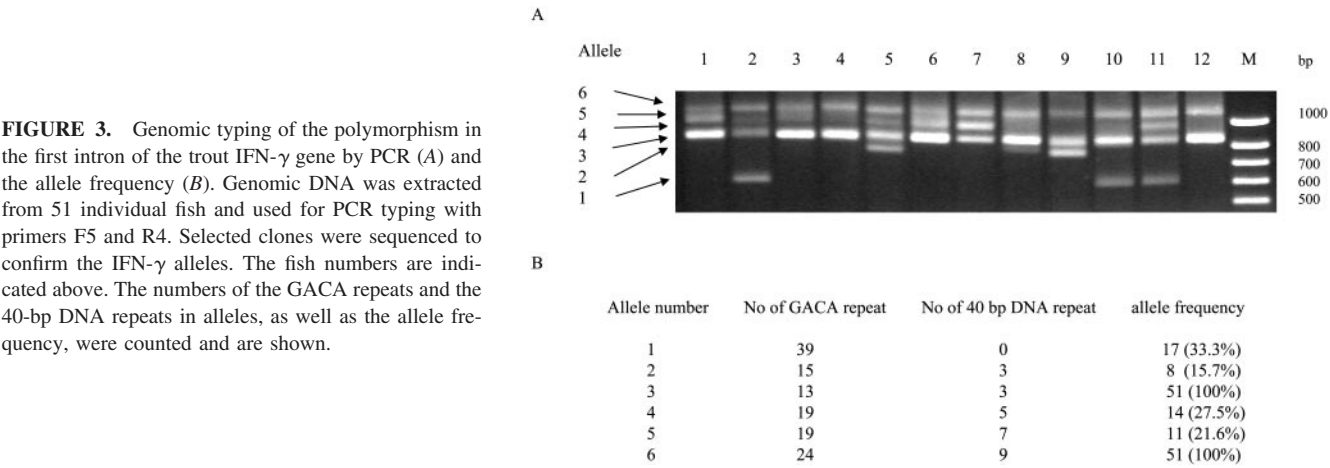 FIGURE 3. Genomic typing of the polymorphism in
the first intron of the trout IFN-γ gene by PCR (A) and
the allele frequency (B). Genomic DNA was extracted
from 51 individual fish and used for PCR typing with
primers F5 and R4. Selected clones were sequenced to
confirm the IFN-γ alleles. The fish numbers are indi-
cated above. The numbers of the GACA repeats and the
40-bp DNA repeats in alleles, as well as the allele fre-
quency, were counted and are shown.
A
Allele 1 2 3 4 5 6 7 8 9 10 11 12 M bp
6
5
4
3
2
1
1000
800
700
600
500
B
Allele number No of GACA repeat No of 40 bp DNA repeat allele frequency
1 39 0 17 (33.3%)
2 15 3 8 (15.7%)
3 13 3 51 (100%)
4 19 5 14 (27.5%)
5 19 7 11 (21.6%)
6 24 9 51 (100%)